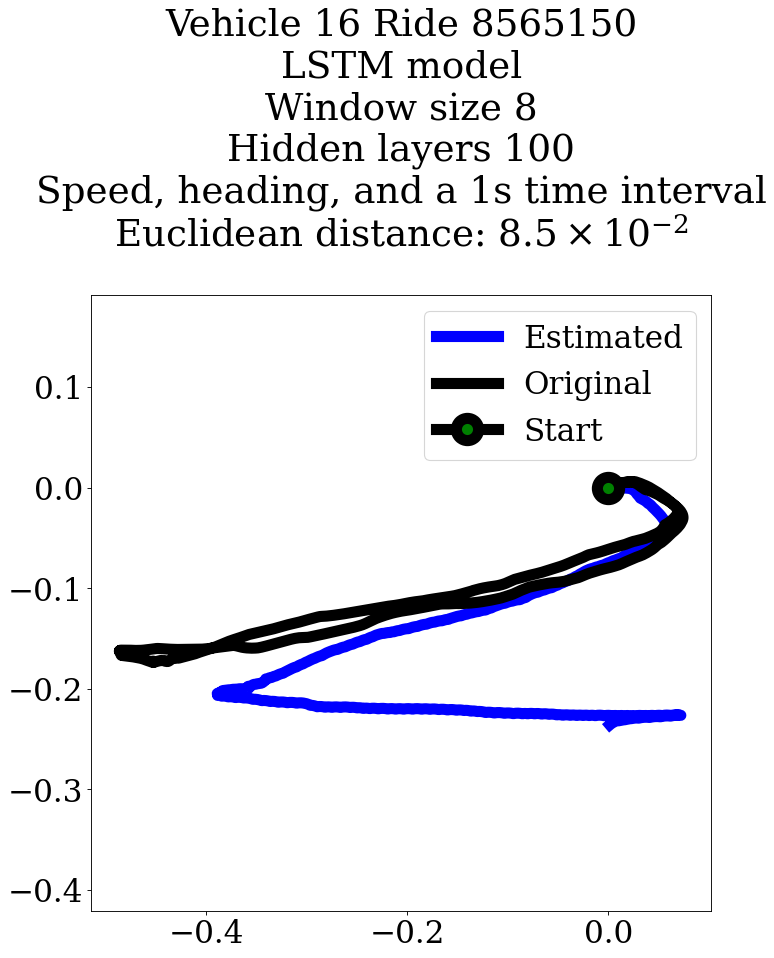 Vehicle 16 Ride 8565150
LSTM model
Window size 8
Hidden layers 100
Speed, heading, and a 1s time interval
Euclidean distance: 8.5 × 10⁻²
Estimated
Original
Start
0.1
0.0
−0.1
−0.2
−0.3
−0.4
−0.4 −0.2 0.0